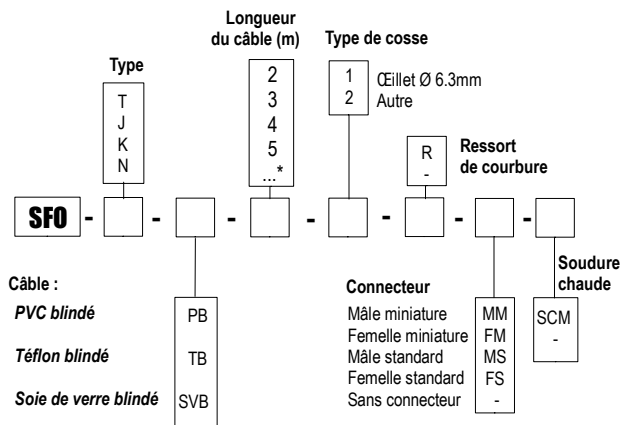 Longueur
du câble (m)
Type de cosse
Type
2
3
4
5
...*
1
2
Œillet Ø 6.3mm
Autre
T
J
K
N
R
-
Ressort
de courbure
SFO - - - - - - -
Soudure
chaude
Câble :
PVC blindé
Téflon blindé
Soie de verre blindé
PB
TB
SVB
Connecteur
Mâle miniature
Femelle miniature
Mâle standard
Femelle standard
Sans connecteur
MM
FM
MS
FS
-
SCM
-